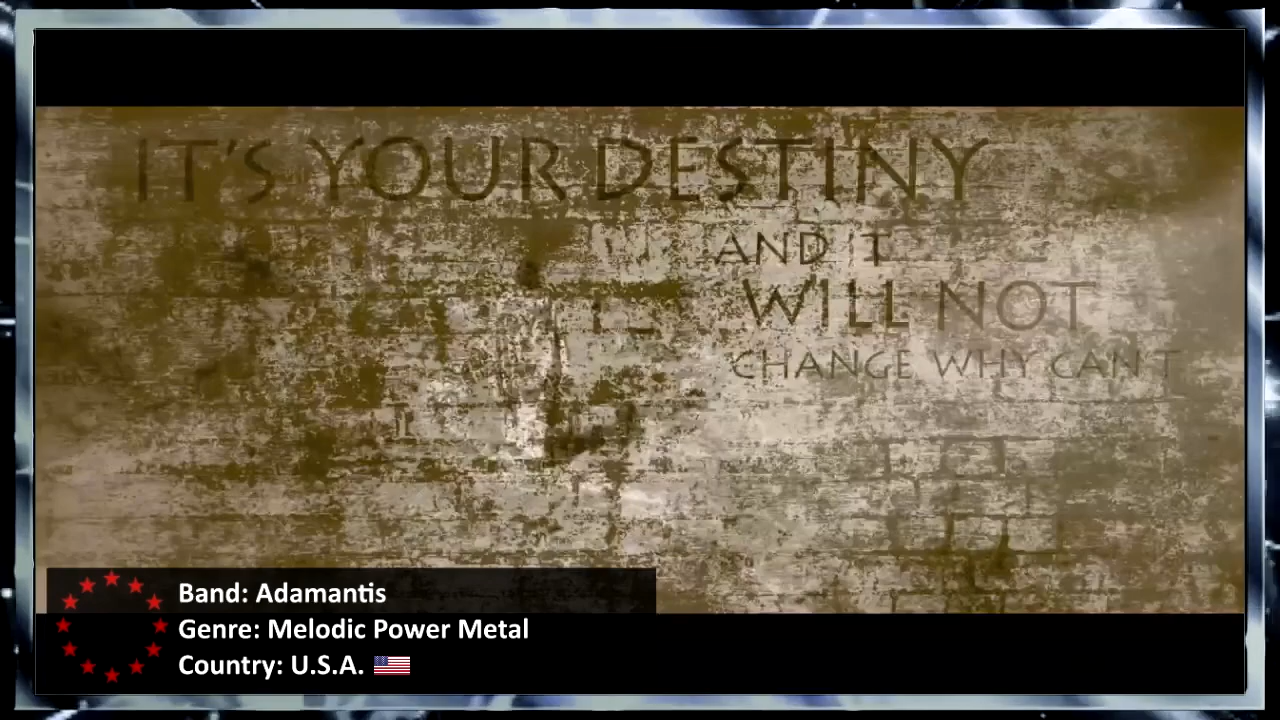 IT'S YOUR DESTINY
AND IT
WILL NOT
CHANGE WHY CAN'T
Band: Adamantis
Genre: Melodic Power Metal
Country: U.S.A.